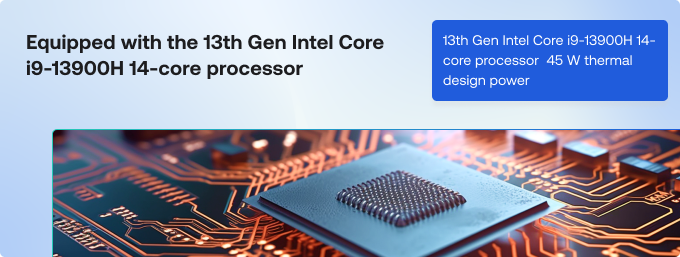 Equipped with the 13th Gen Intel Core
i9-13900H 14-core processor
13th Gen Intel Core i9-13900H 14-
core processor  45 W thermal
design power